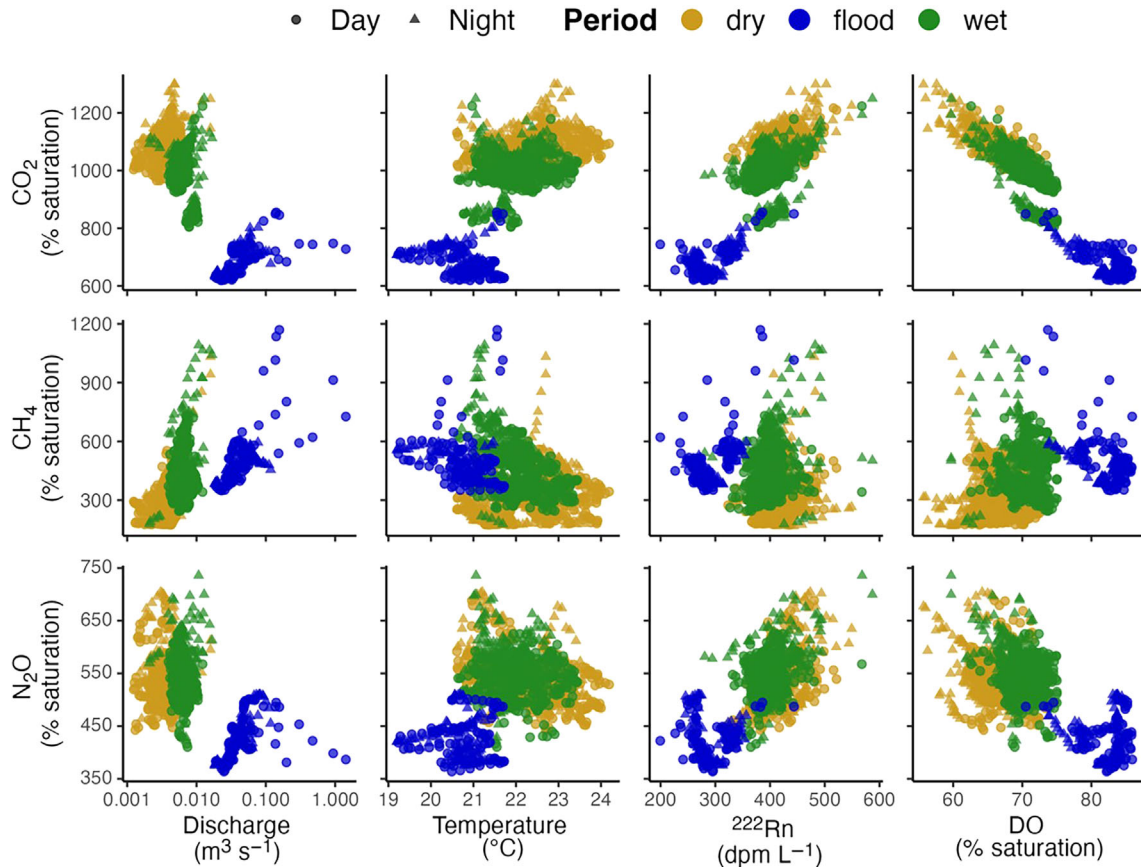 Day Night Period dry flood wet
CO₂
(% saturation)
1200
1000
800
600
CH₄
(% saturation)
1200
900
600
300
N₂O
(% saturation)
750
650
550
450
350
0.001 0.010 0.100 1.000
19 20 21 22 23 24
200 300 400 500 600
60 70 80
Discharge
(m³ s⁻¹)
Temperature
(°C)
²²²Rn
(dpm L⁻¹)
DO
(% saturation)